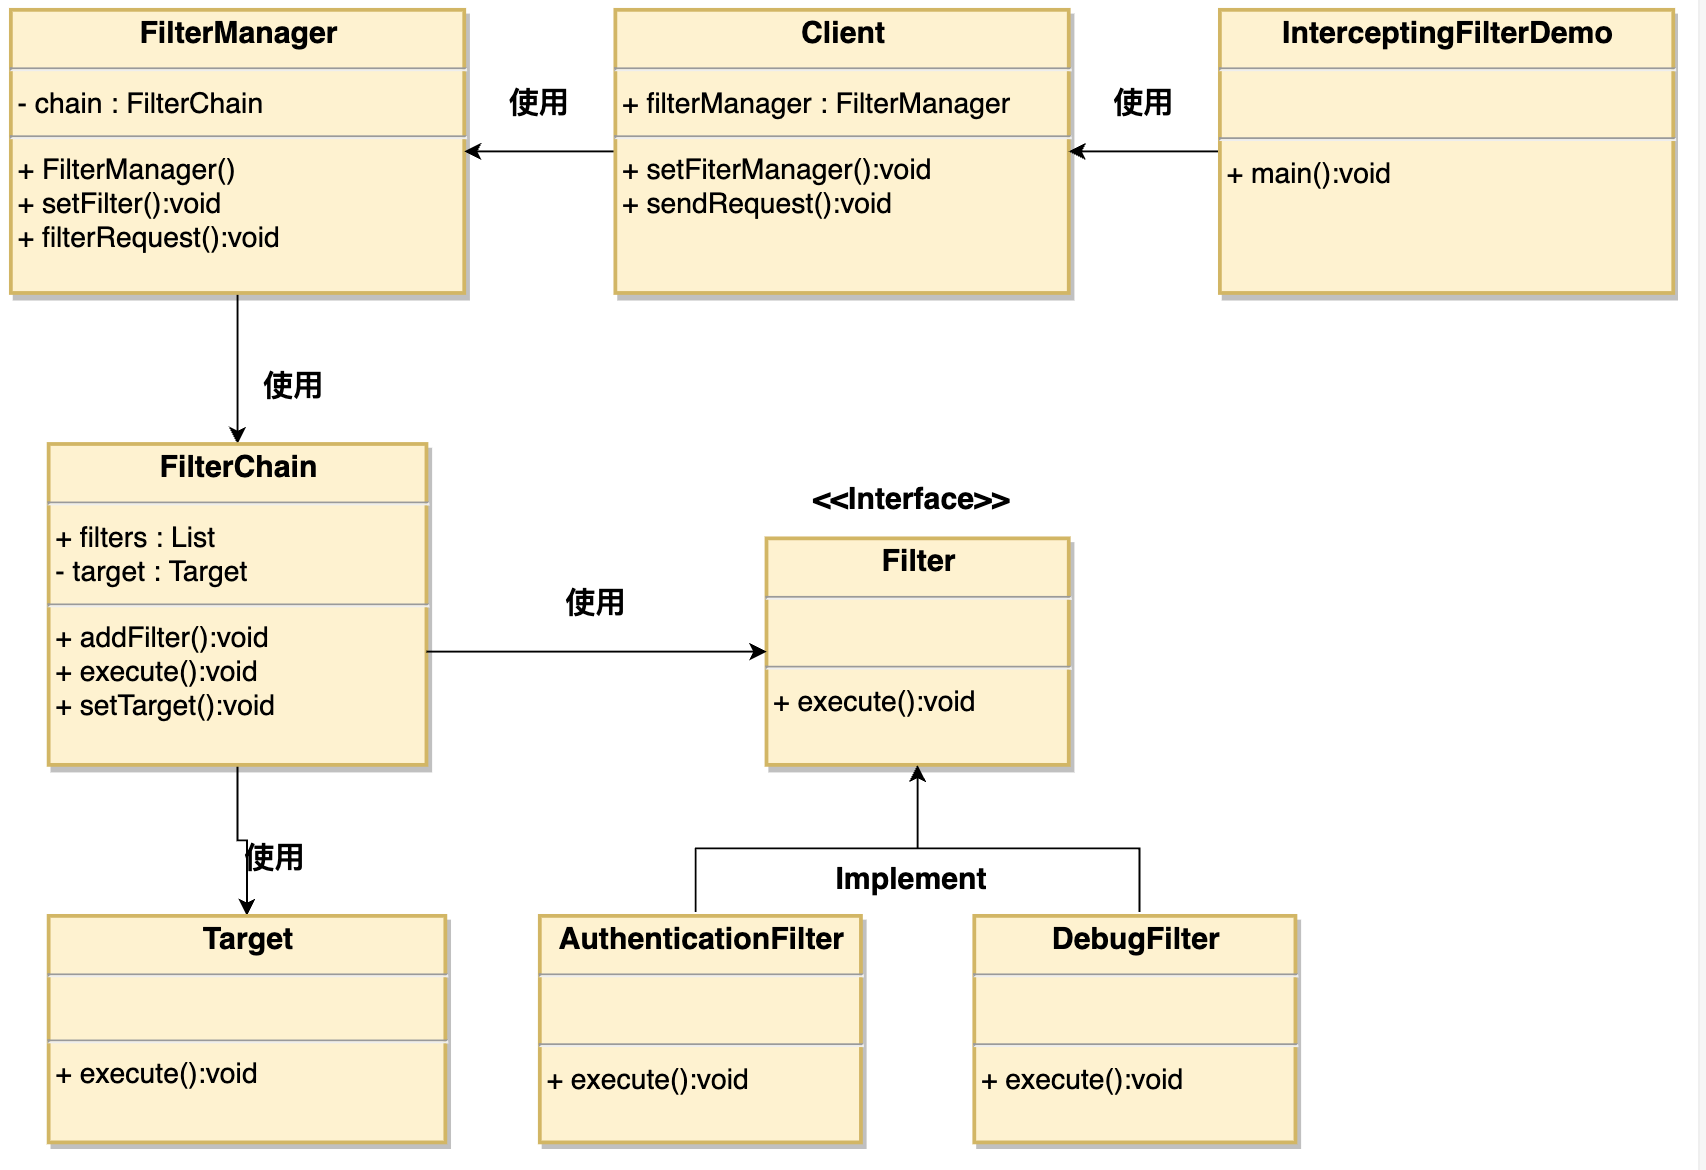 FilterManager
- chain : FilterChain
+ FilterManager()
+ setFilter():void
+ filterRequest():void
使用
Client
+ filterManager : FilterManager
+ setFiterManager():void
+ sendRequest():void
使用
InterceptingFilterDemo
+ main():void
使用
FilterChain
+ filters : List
- target : Target
+ addFilter():void
+ execute():void
+ setTarget():void
使用
<<Interface>>
Filter
+ execute():void
使用
Implement
Target
+ execute():void
AuthenticationFilter
+ execute():void
DebugFilter
+ execute():void